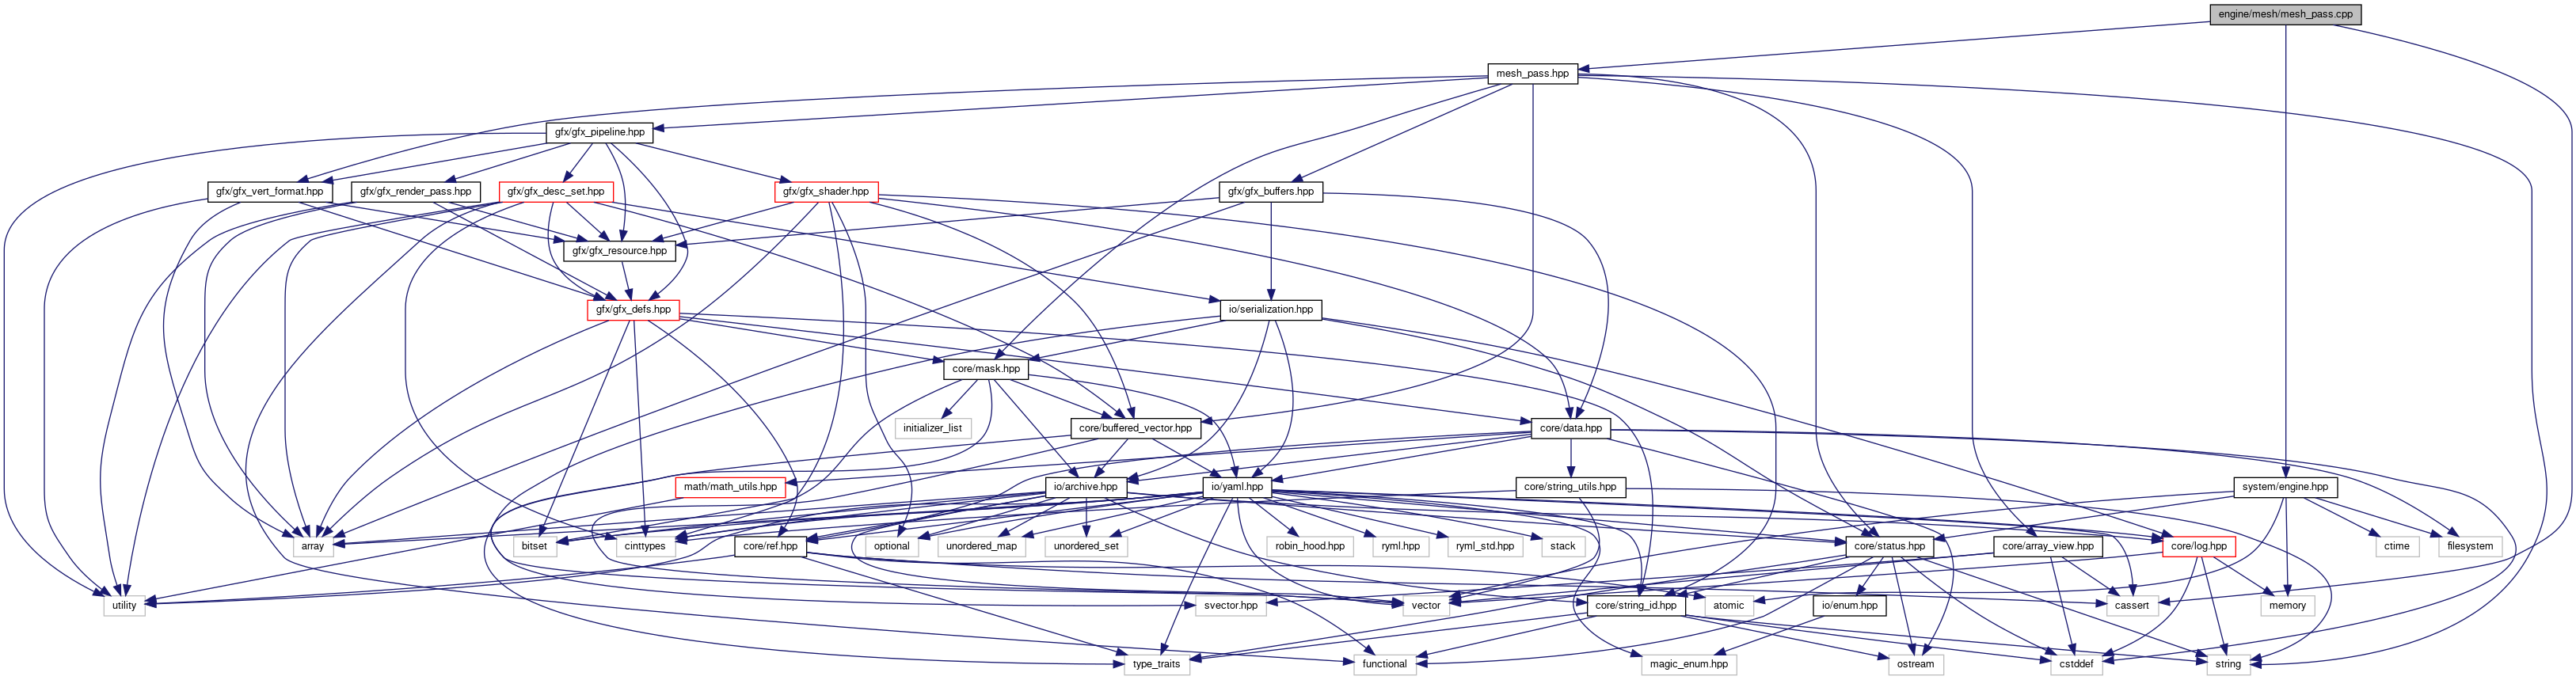 engine/mesh/mesh_pass.cpp
mesh_pass.hpp
gfx/gfx_pipeline.hpp
gfx/gfx_vert_format.hpp
gfx/gfx_render_pass.hpp
gfx/gfx_desc_set.hpp
gfx/gfx_shader.hpp
gfx/gfx_buffers.hpp
gfx/gfx_resource.hpp
gfx/gfx_defs.hpp
io/serialization.hpp
core/mask.hpp
initializer_list
core/buffered_vector.hpp
core/data.hpp
math/math_utils.hpp
io/archive.hpp
io/yaml.hpp
core/string_utils.hpp
system/engine.hpp
array
bitset
cinttypes
core/ref.hpp
optional
unordered_map
unordered_set
robin_hood.hpp
ryml.hpp
ryml_std.hpp
stack
core/status.hpp
core/array_view.hpp
core/log.hpp
ctime
filesystem
utility
svector.hpp
vector
core/string_id.hpp
atomic
io/enum.hpp
cassert
memory
type_traits
functional
magic_enum.hpp
ostream
cstddef
string